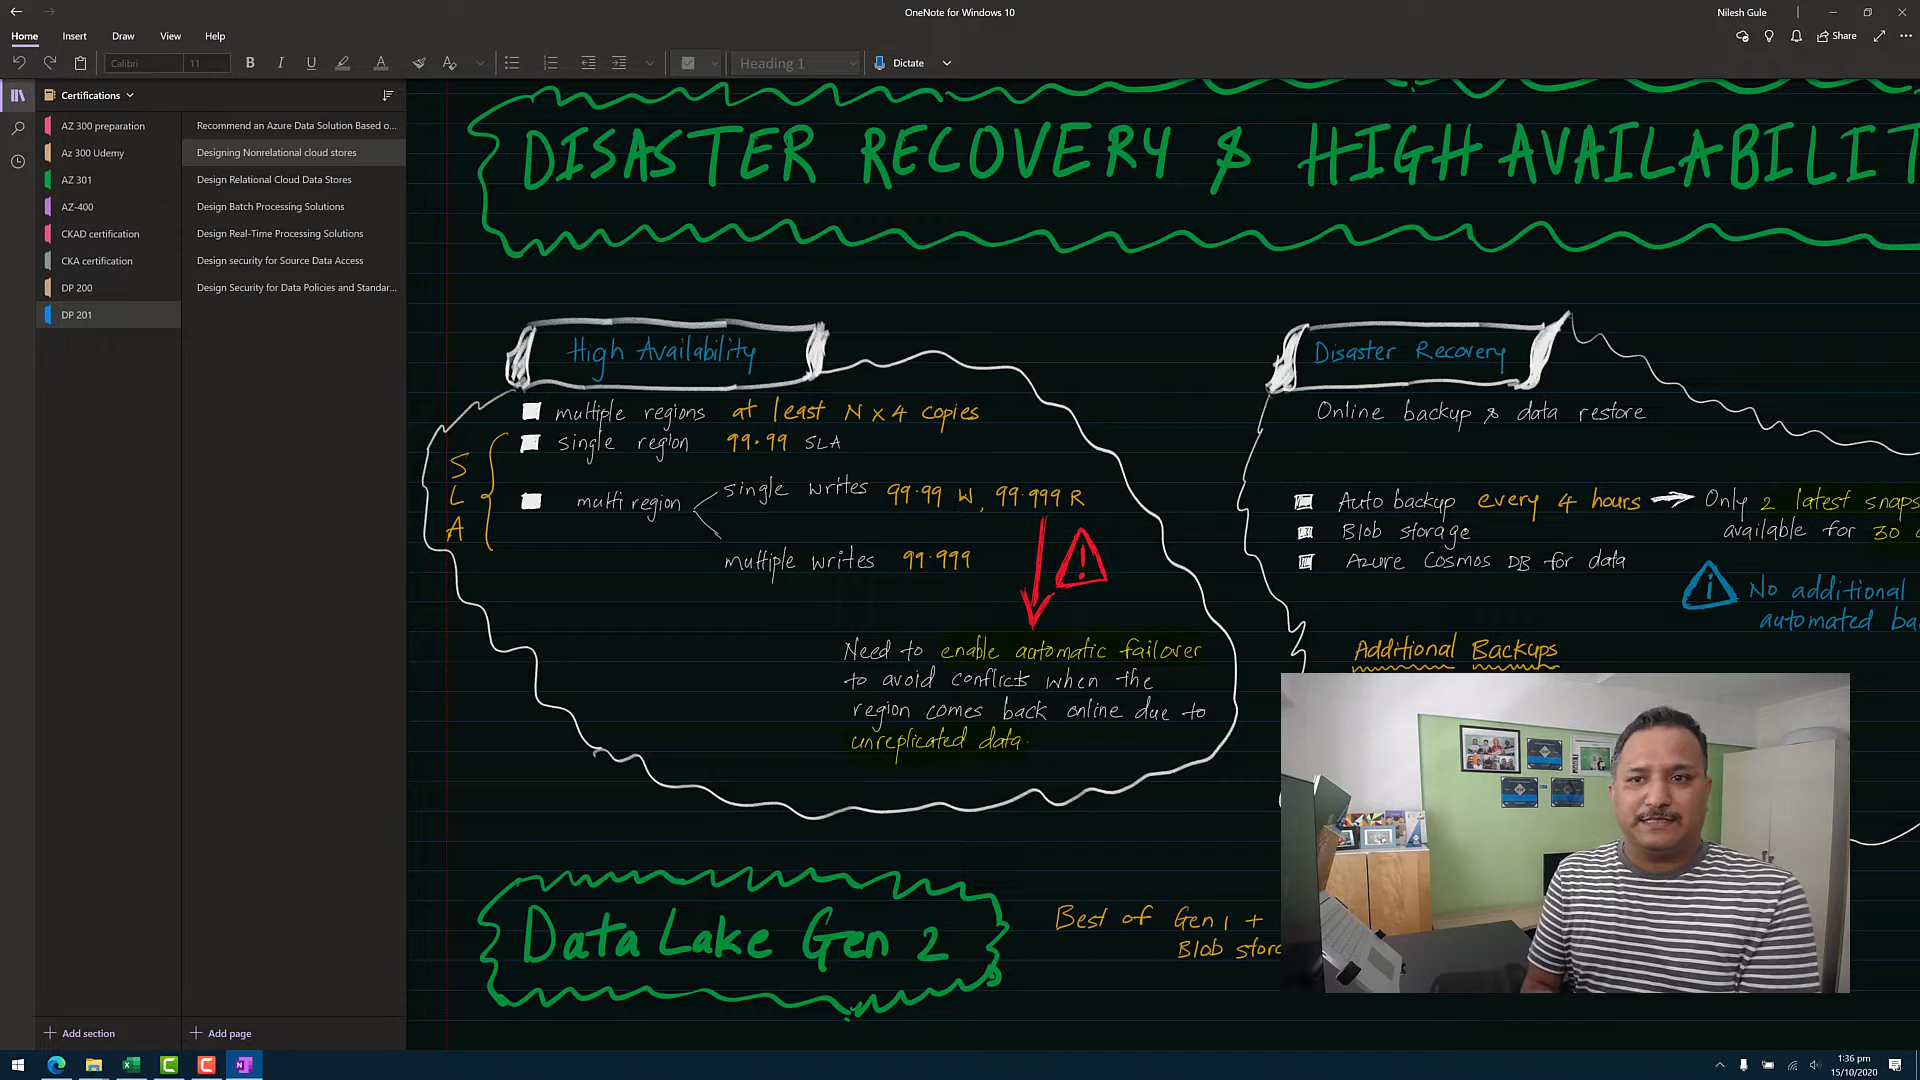 OneNote for Windows 10
Nilesh Gule
Home Insert Draw View Help
Share
Calibri 11
Heading 1
Dictate
Certifications
AZ 300 preparation
Az 300 Udemy
AZ 301
AZ-400
CKAD certification
CKA certification
DP 200
DP 201
Recommend an Azure Data Solution Based o...
Designing Nonrelational cloud stores
Design Relational Cloud Data Stores
Design Batch Processing Solutions
Design Real-Time Processing Solutions
Design security for Source Data Access
Design Security for Data Policies and Standar...
DISASTER RECOVERY & HIGH AVAILABILIT
High Availability
multiple regions at least N x 4 copies
single region 99.99 SLA
SLA
multi region
single writes 99.99 W, 99.999 R
multiple writes 99.999
Need to enable automatic failover
to avoid conflicts when the
region comes back online due to
unreplicated data.
Disaster Recovery
Online backup & data restore
Auto backup every 4 hours
Only 2 latest snaps
available for 30
Blob storage
Azure Cosmos DB for data
No additional
automated ba
Additional Backups
Data Lake Gen 2
Best of Gen 1 +
Blob stor
Add section
Add page
1:36 pm
15/10/2020